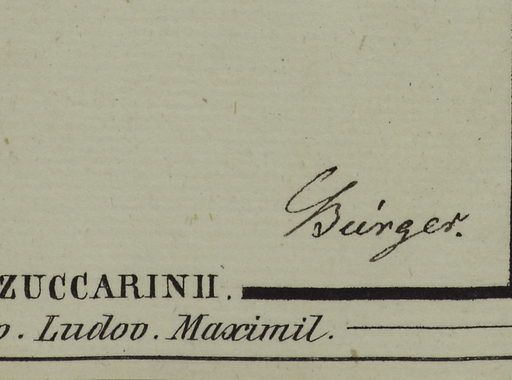 Bürger.
ZUCCARINII.
o. Ludov. Maximil.